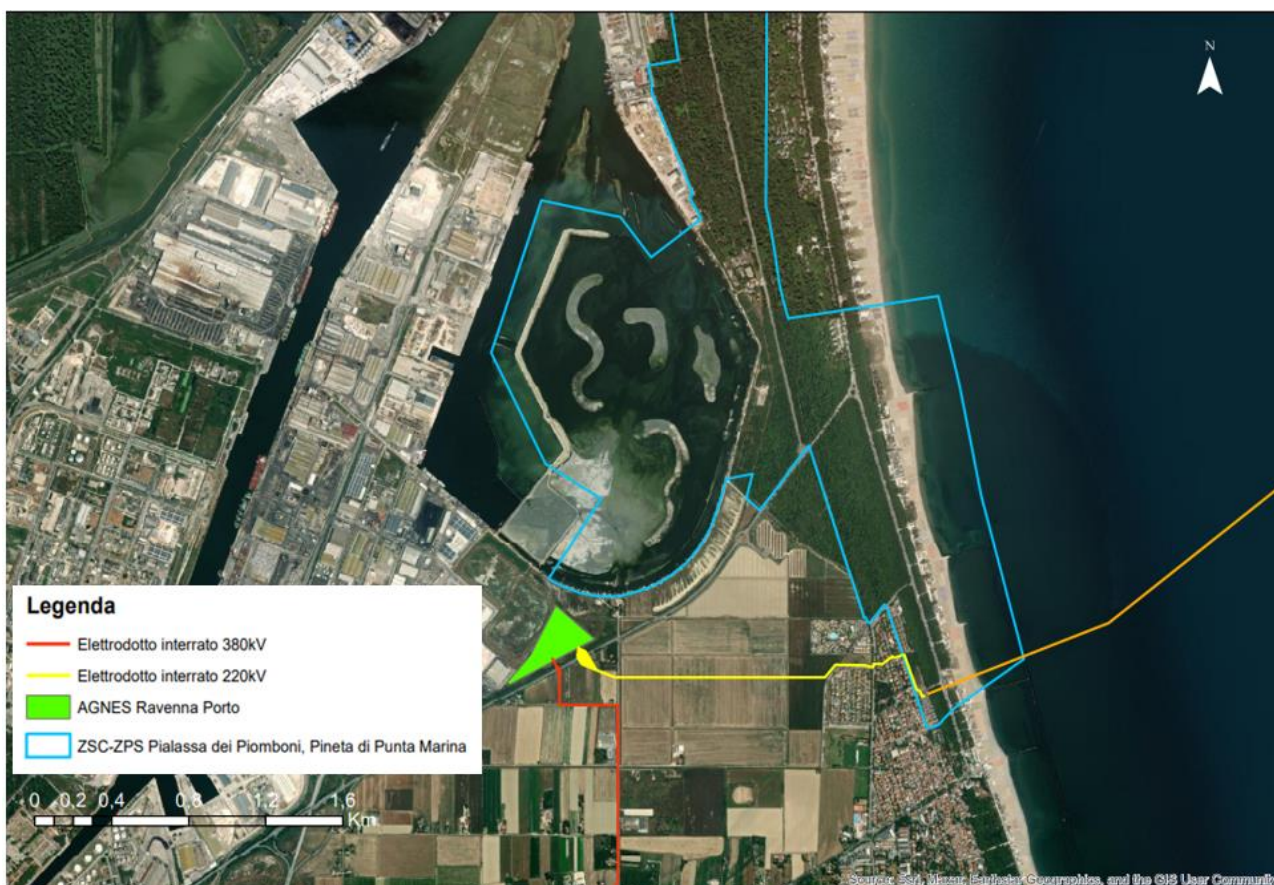 N
Legenda
Elettrodotto interrato 380kV
Elettrodotto interrato 220kV
AGNES Ravenna Porto
ZSC-ZPS Pialassa dei Piomboni, Pineta di Punta Marina
0 0,2 0,4 0,8 1,2 1,6
Km
Source: Esri, Maxar, Earthstar Geographics, and the GIS User Communit